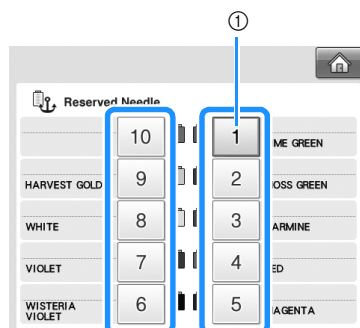 ①
Reserved Needle
10 1 ME GREEN
HARVEST GOLD 9 2 OSS GREEN
WHITE 8 3 ARMINE
VIOLET 7 4 ED
WISTERIA
VIOLET 6 5 AGENTA